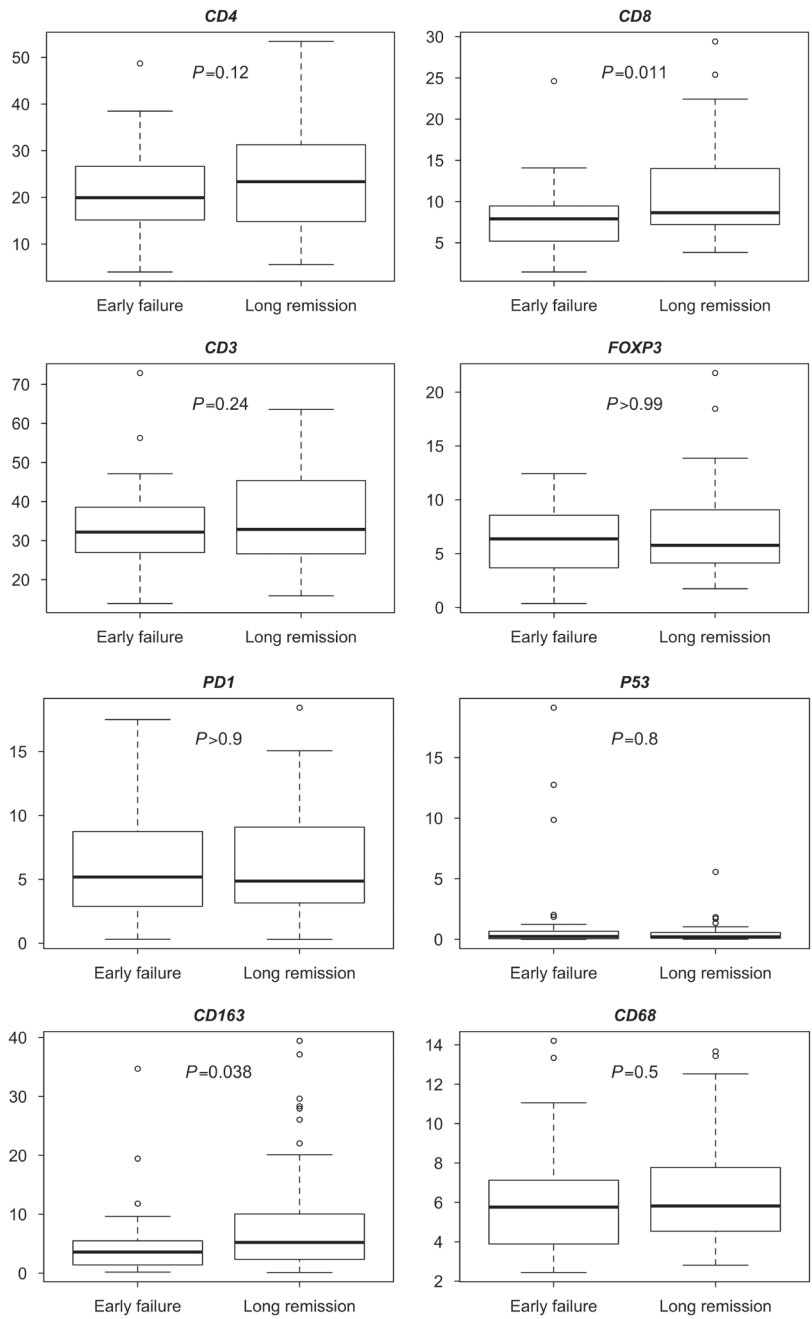 CD4
50
40
30
20
10
P=0.12
Early failure Long remission
CD8
30
25
20
15
10
5
P=0.011
Early failure Long remission
CD3
70
60
50
40
30
20
P=0.24
Early failure Long remission
FOXP3
20
15
10
5
0
P>0.99
Early failure Long remission
PD1
15
10
5
0
P>0.9
Early failure Long remission
P53
15
10
5
0
P=0.8
Early failure Long remission
CD163
40
30
20
10
0
P=0.038
Early failure Long remission
CD68
14
12
10
8
6
4
2
P=0.5
Early failure Long remission